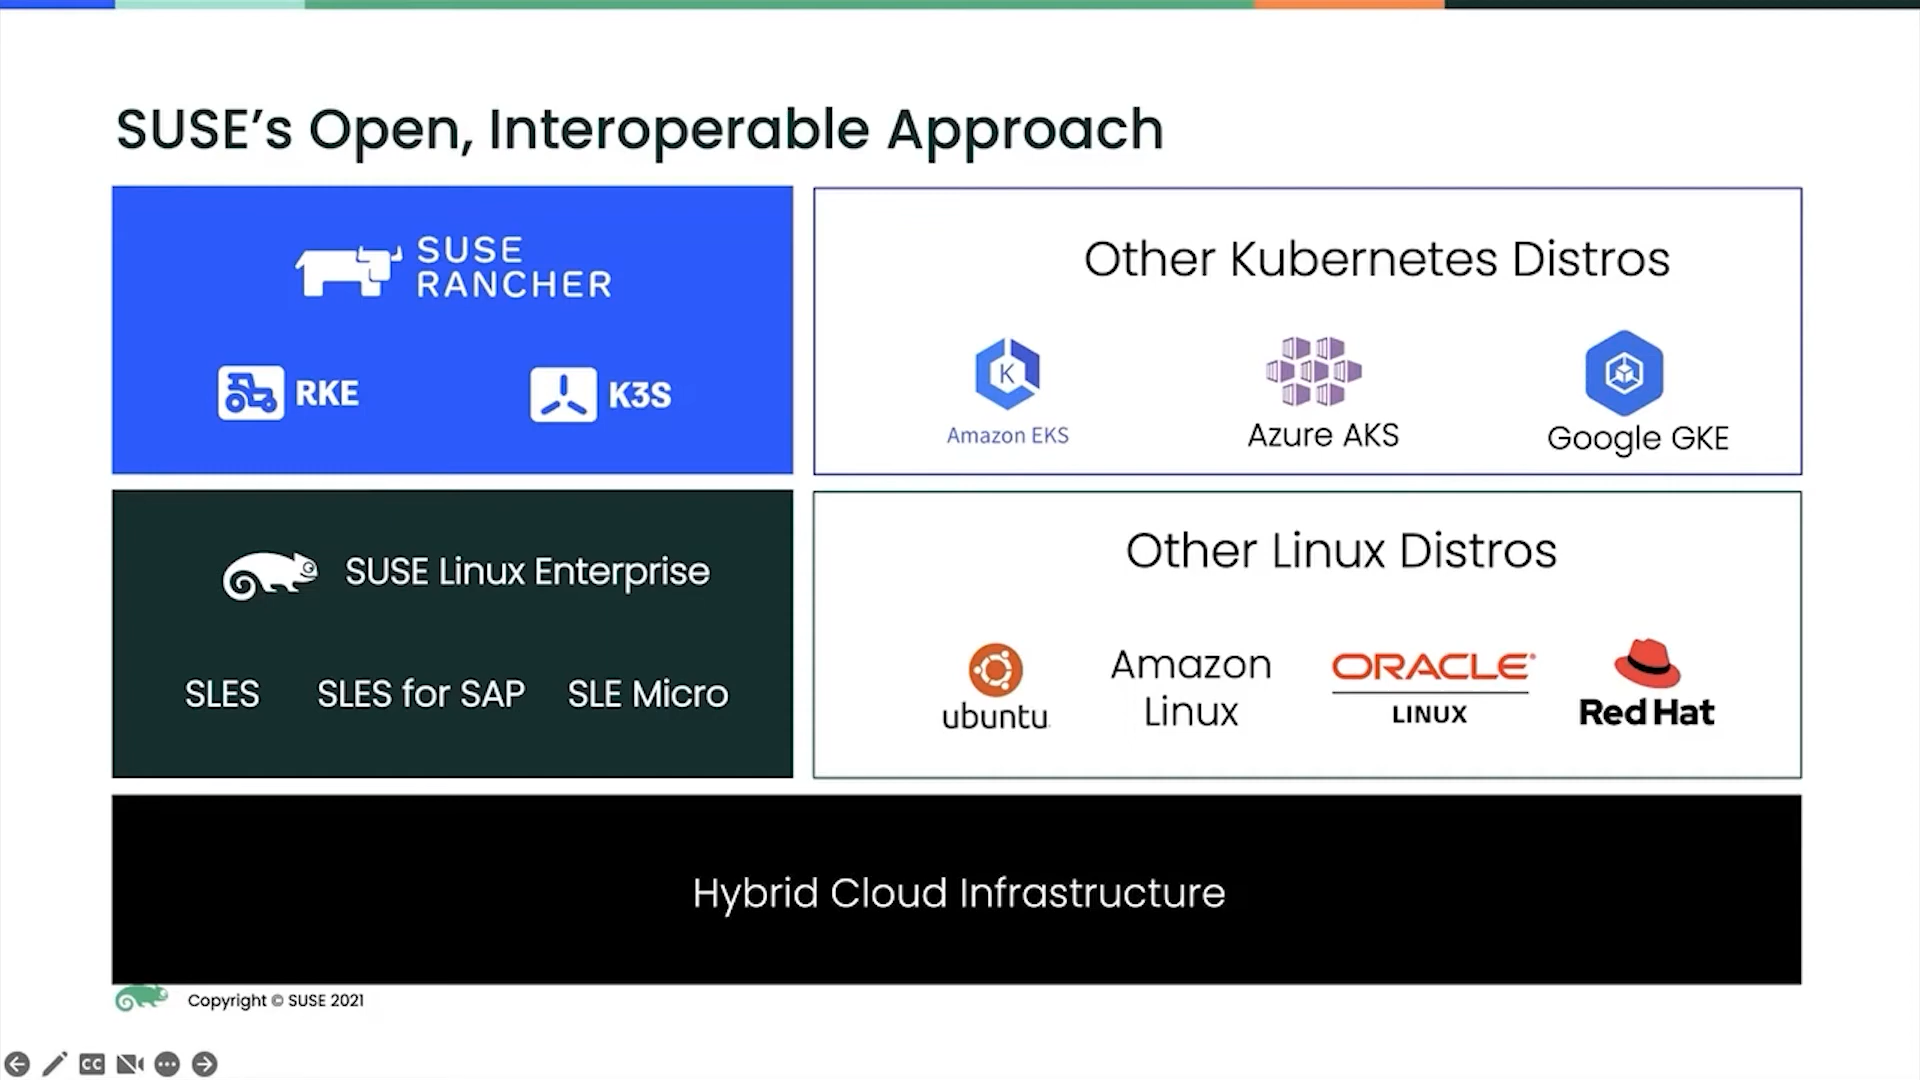 SUSE's Open, Interoperable Approach
SUSE
RANCHER
RKE
K3S
Other Kubernetes Distros
K
Amazon EKS
Azure AKS
Google GKE
SUSE Linux Enterprise
SLES
SLES for SAP
SLE Micro
Other Linux Distros
ubuntu
Amazon
Linux
ORACLE
LINUX
Red Hat
Hybrid Cloud Infrastructure
Copyright © SUSE 2021
CC